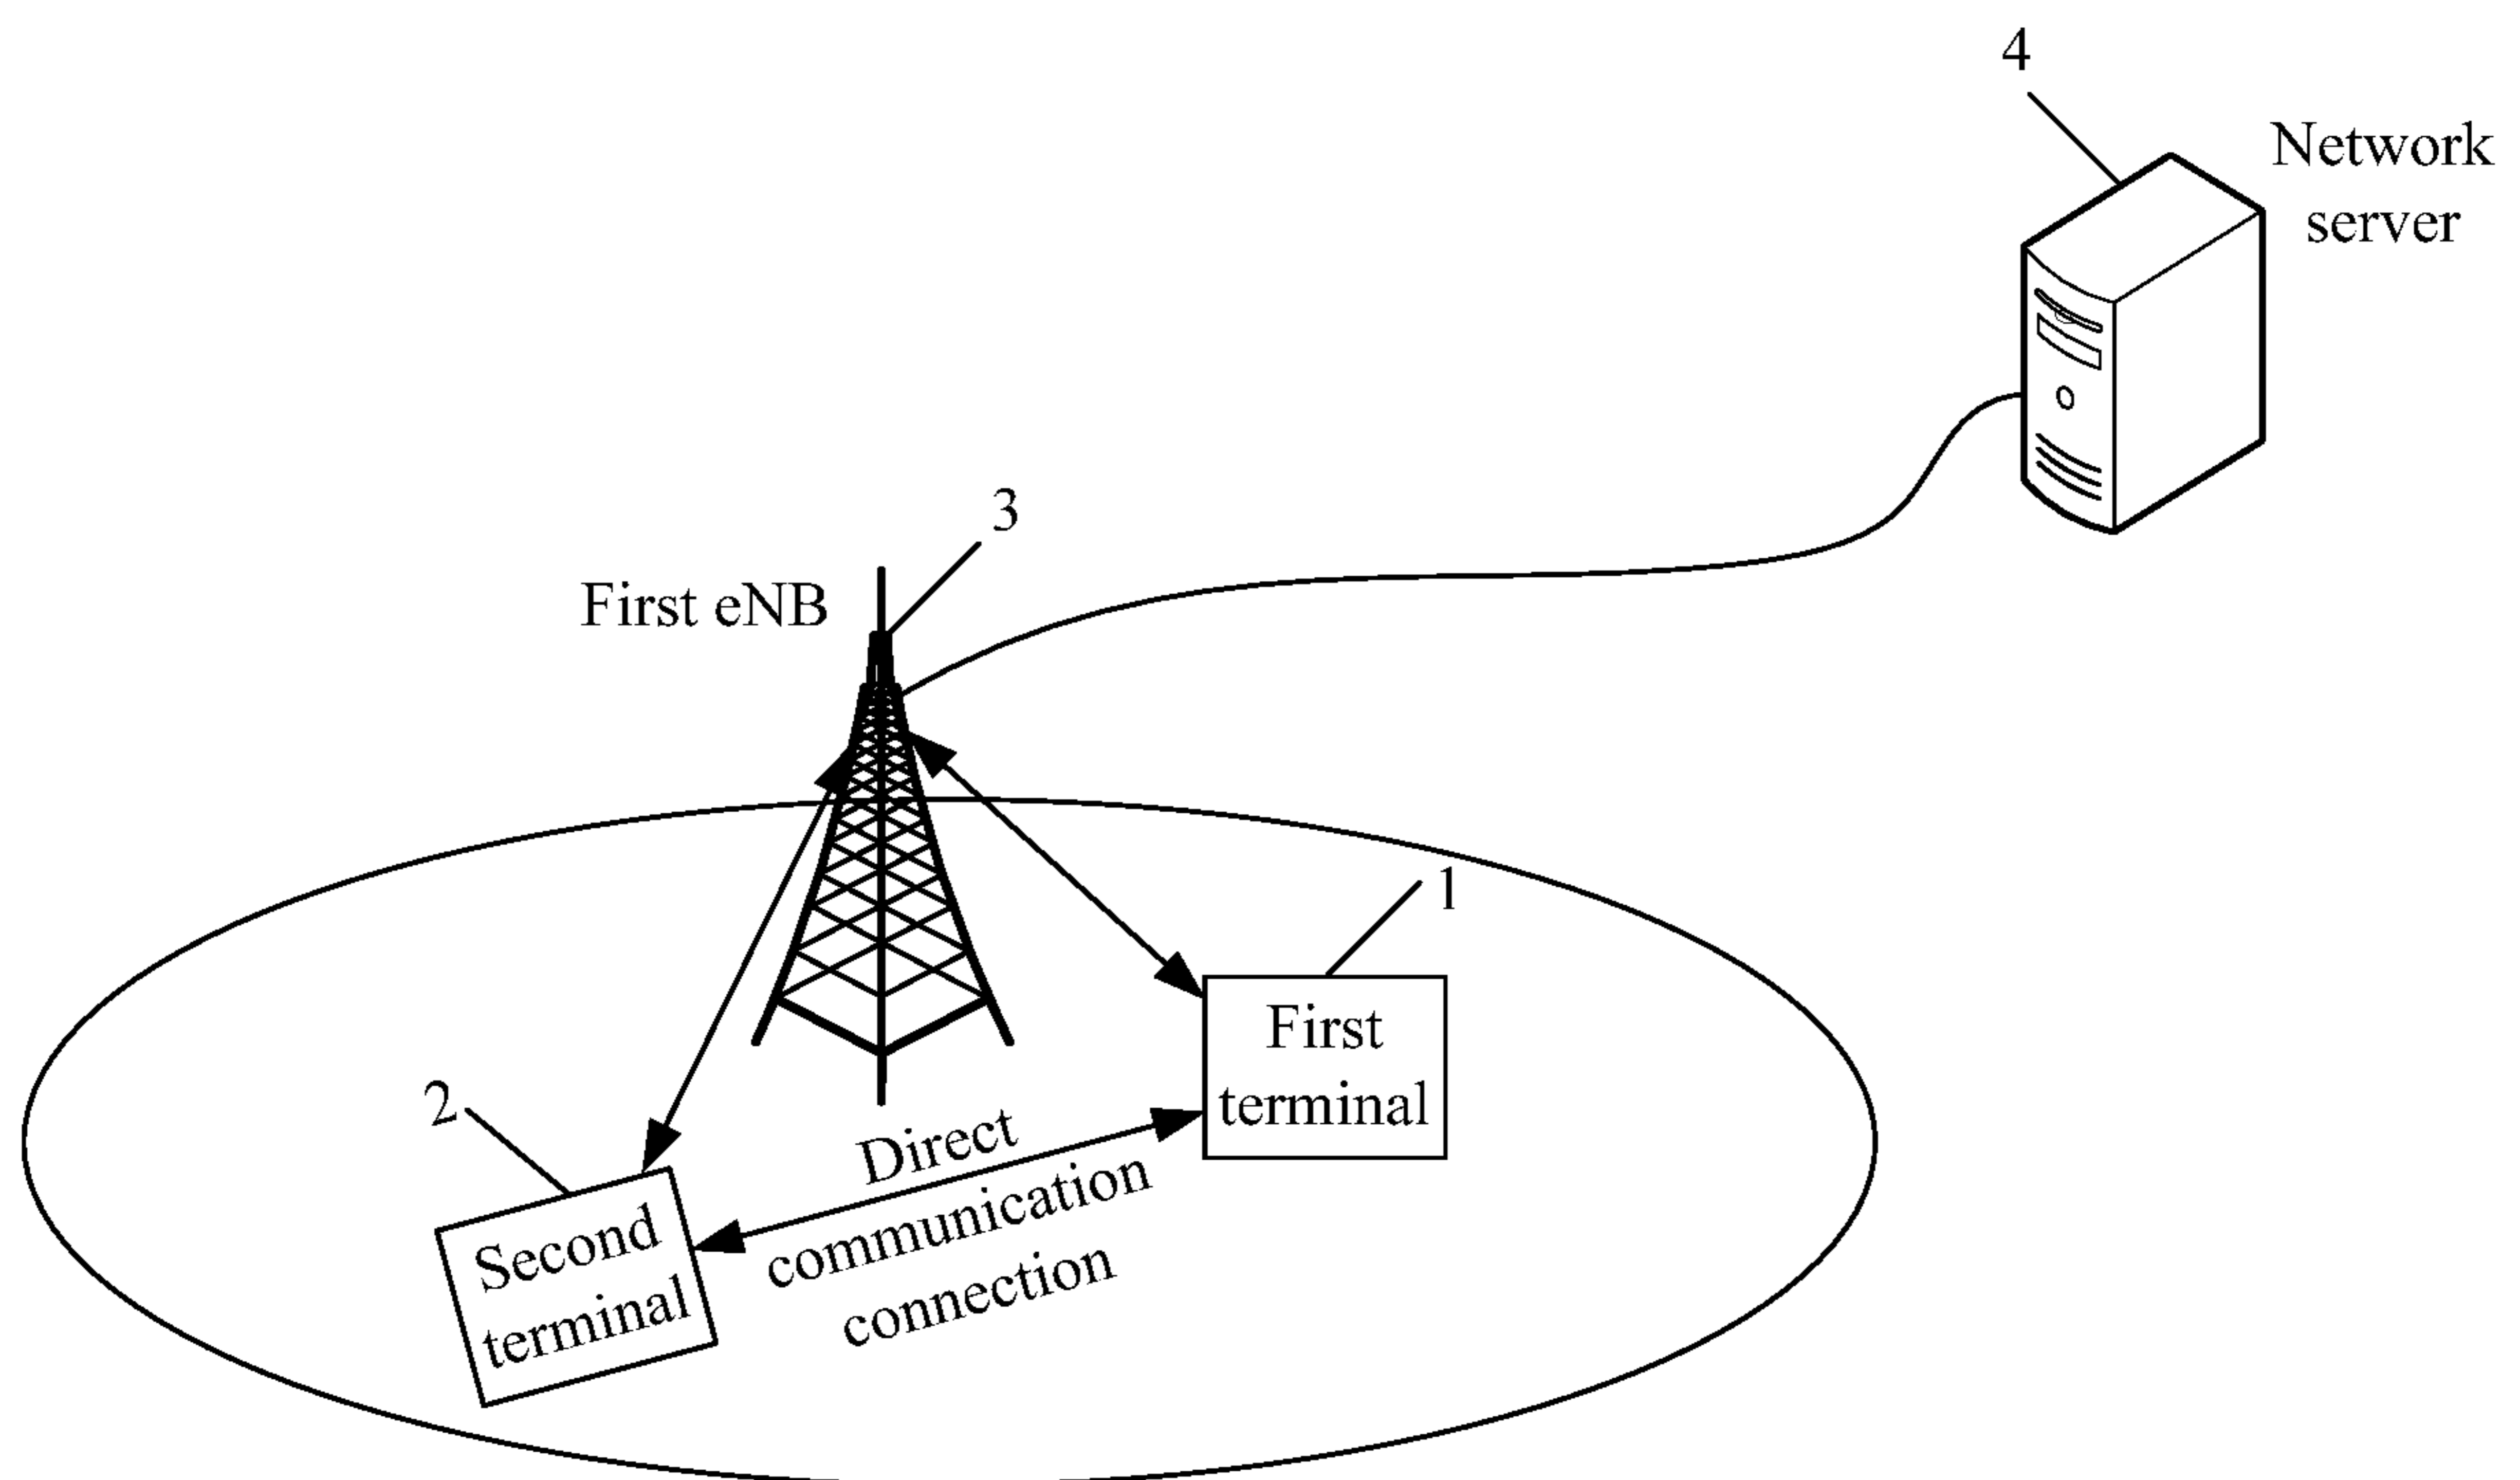 4
Network
server
3
First eNB
1
First
terminal
2
Direct
communication
connection
Second
terminal